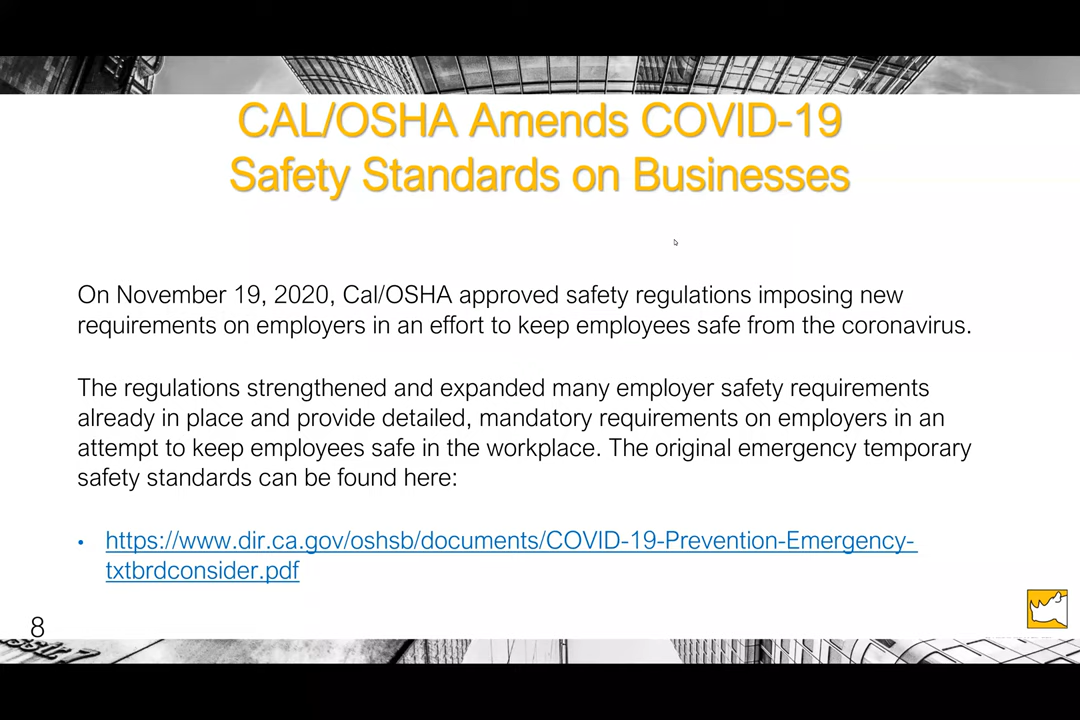 CAL/OSHA Amends COVID-19
Safety Standards on Businesses
On November 19, 2020, Cal/OSHA approved safety regulations imposing new
requirements on employers in an effort to keep employees safe from the coronavirus.
The regulations strengthened and expanded many employer safety requirements
already in place and provide detailed, mandatory requirements on employers in an
attempt to keep employees safe in the workplace. The original emergency temporary
safety standards can be found here:
• https://www.dir.ca.gov/oshsb/documents/COVID-19-Prevention-Emergency-
txtbrdconsider.pdf
8